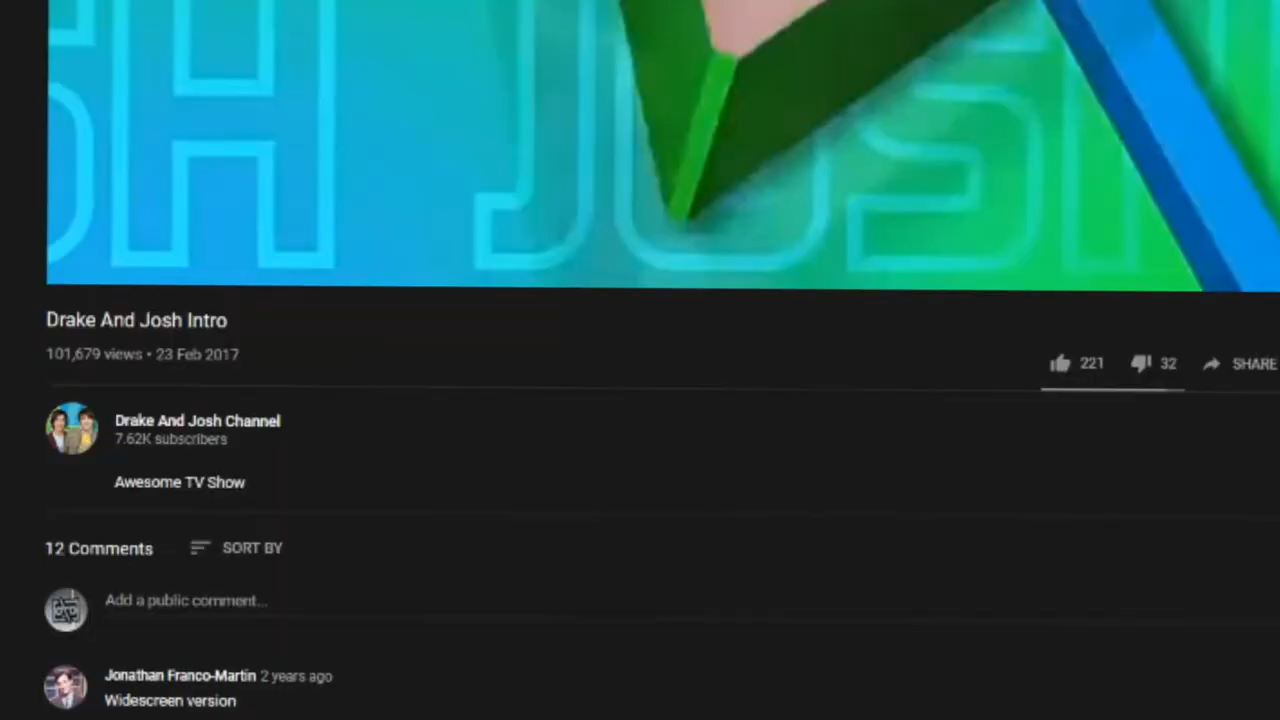 SH JOSH
Drake And Josh Intro
101,679 views • 23 Feb 2017
221
32
SHARE
Drake And Josh Channel
7.62K subscribers
Awesome TV Show
12 Comments
SORT BY
Add a public comment...
Jonathan Franco-Martin 2 years ago
Widescreen version